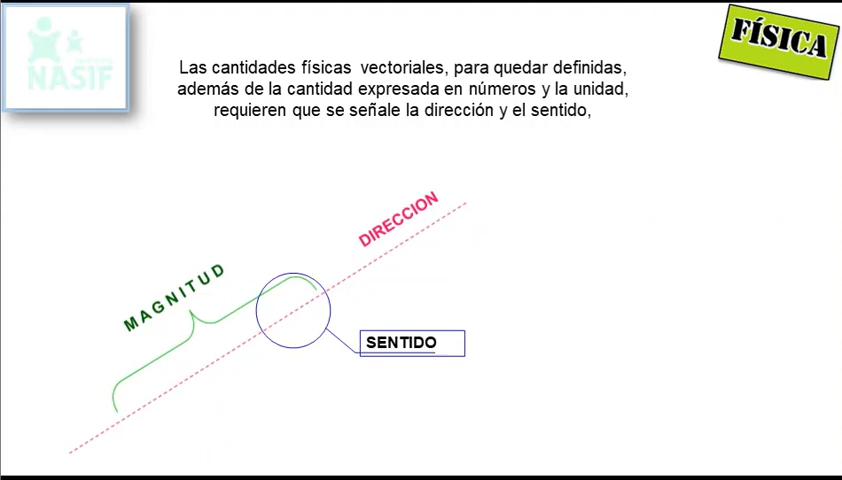 NASIF
FÍSICA
Las cantidades físicas vectoriales, para quedar definidas,
además de la cantidad expresada en números y la unidad,
requieren que se señale la dirección y el sentido,
DIRECCION
MAGNITUD
SENTIDO